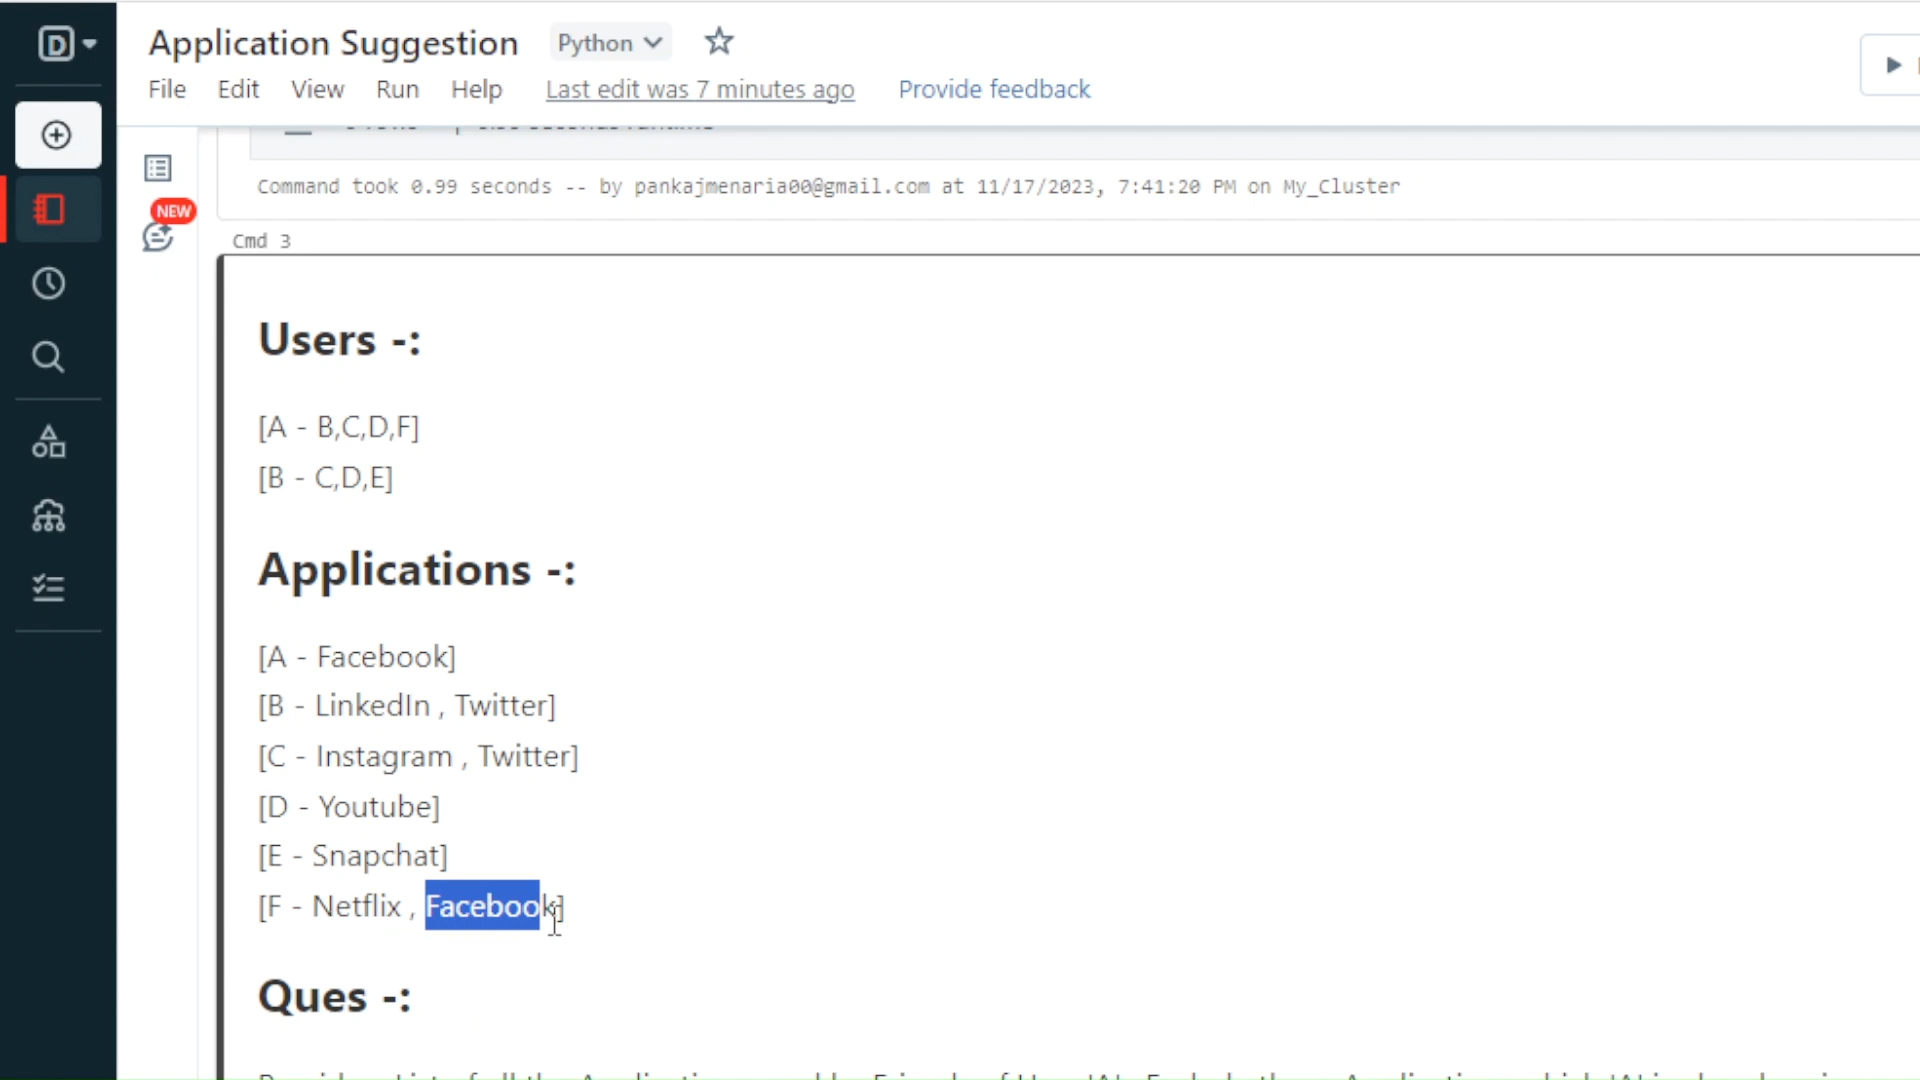 Application Suggestion Python
File Edit View Run Help Last edit was 7 minutes ago Provide feedback
Command took 0.99 seconds -- by pankajmenaria00@gmail.com at 11/17/2023, 7:41:20 PM on My_Cluster
NEW
Cmd 3
Users -:
[A - B,C,D,F]
[B - C,D,E]
Applications -:
[A - Facebook]
[B - LinkedIn , Twitter]
[C - Instagram , Twitter]
[D - Youtube]
[E - Snapchat]
[F - Netflix , Facebook]
Ques -: